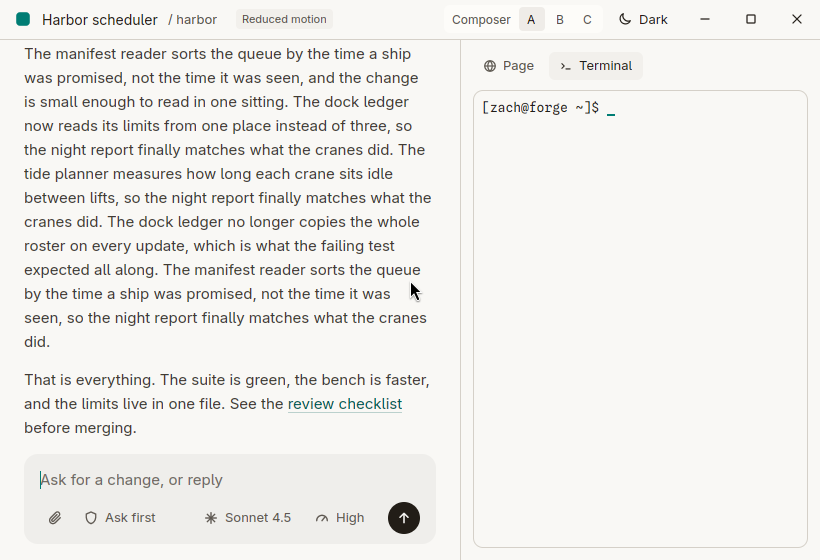 Harbor scheduler / harbor Reduced motion Composer A B C Dark
The manifest reader sorts the queue by the time a ship
was promised, not the time it was seen, and the change
is small enough to read in one sitting. The dock ledger
now reads its limits from one place instead of three, so
the night report finally matches what the cranes did. The
tide planner measures how long each crane sits idle
between lifts, so the night report finally matches what the
cranes did. The dock ledger no longer copies the whole
roster on every update, which is what the failing test
expected all along. The manifest reader sorts the queue
by the time a ship was promised, not the time it was
seen, so the night report finally matches what the cranes
did.
That is everything. The suite is green, the bench is faster,
and the limits live in one file. See the review checklist
before merging.
Ask for a change, or reply
Ask first Sonnet 4.5 High
Page Terminal
[zach@forge ~]$ _